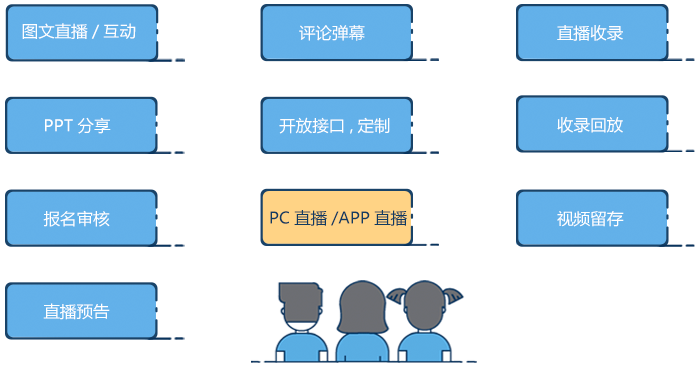 图文直播 / 互动
评论弹幕
直播收录
PPT 分享
开放接口 , 定制
收录回放
报名审核
PC 直播 /APP 直播
视频留存
直播预告